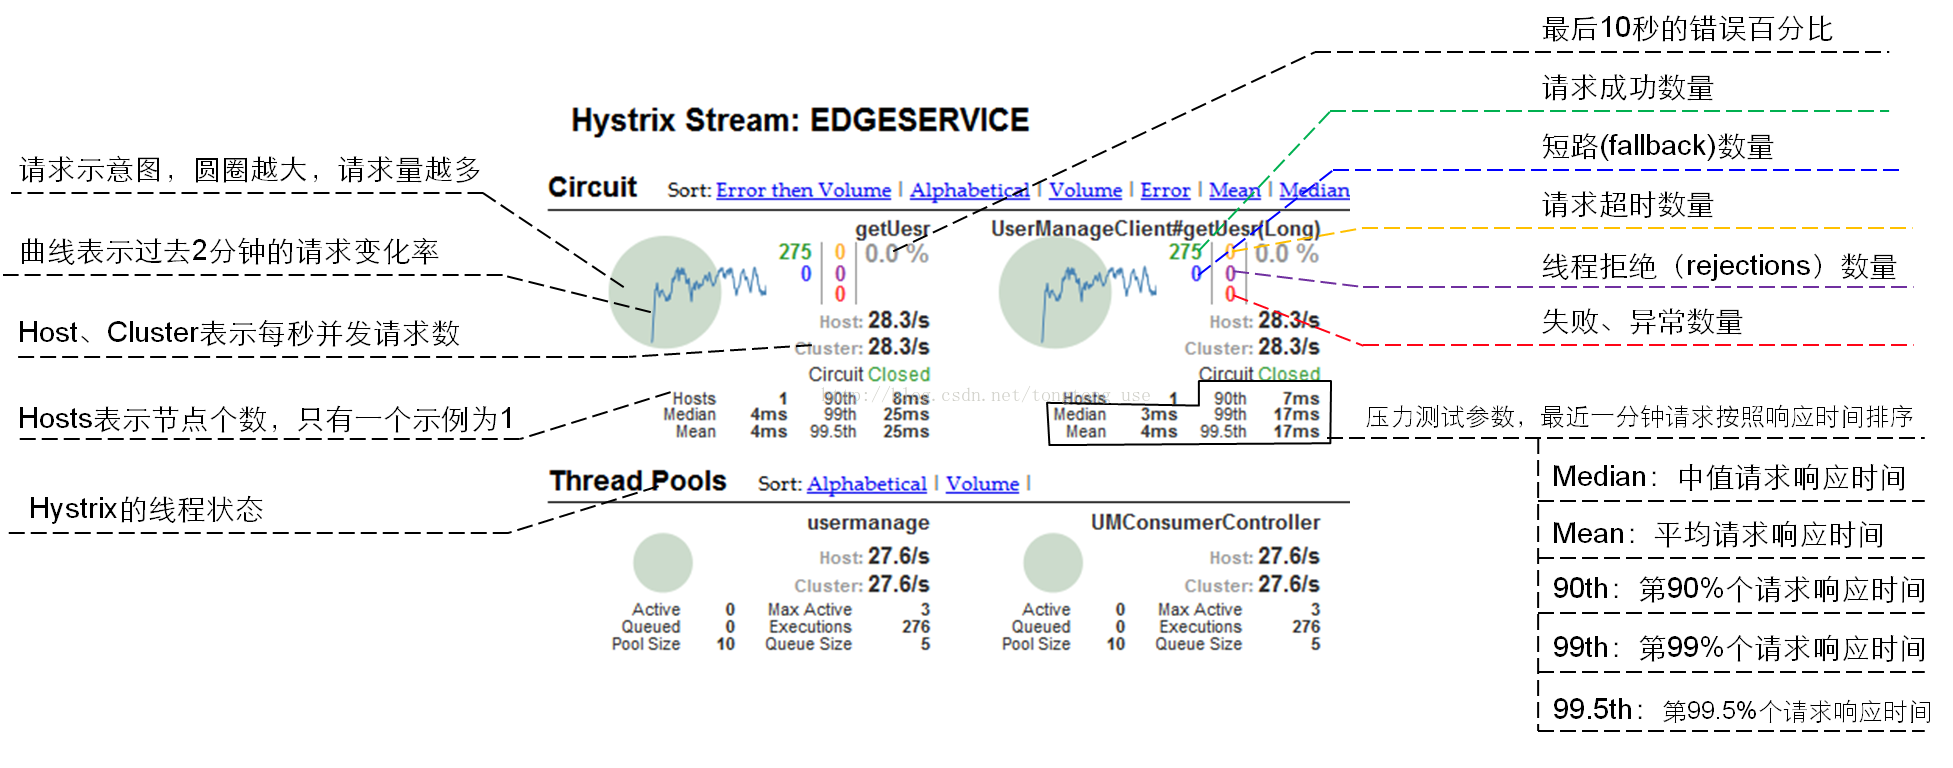 最后10秒的错误百分比
请求成功数量
短路(fallback)数量
请求超时数量
线程拒绝（rejections）数量
失败、异常数量
请求示意图，圆圈越大，请求量越多
曲线表示过去2分钟的请求变化率
Host、Cluster表示每秒并发请求数
Hosts表示节点个数，只有一个示例为1
Hystrix的线程状态
Hystrix Stream: EDGESERVICE
Circuit Sort: Error then Volume | Alphabetical | Volume | Error | Mean | Median
getUesr
275 0 0.0 %
0 0
0
Host: 28.3/s
Cluster: 28.3/s
Circuit Closed
Hosts 1 90th 8ms
Median 4ms 99th 25ms
Mean 4ms 99.5th 25ms
UserManageClient#getUesr(Long)
275 0 0.0 %
0 0
0
Host: 28.3/s
Cluster: 28.3/s
Circuit Closed
Hosts 1 90th 7ms
Median 3ms 99th 17ms
Mean 4ms 99.5th 17ms
Thread Pools Sort: Alphabetical | Volume |
usermanage
Host: 27.6/s
Cluster: 27.6/s
Active 0 Max Active 3
Queued 0 Executions 276
Pool Size 10 Queue Size 5
UMConsumerController
Host: 27.6/s
Cluster: 27.6/s
Active 0 Max Active 3
Queued 0 Executions 276
Pool Size 10 Queue Size 5
压力测试参数，最近一分钟请求按照响应时间排序
Median：中值请求响应时间
Mean：平均请求响应时间
90th：第90%个请求响应时间
99th：第99%个请求响应时间
99.5th：第99.5%个请求响应时间